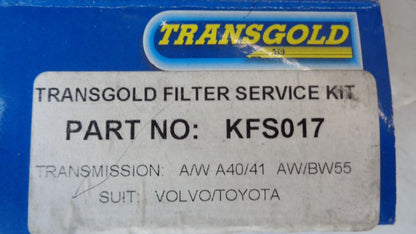 TRANSGOLD
TRANSGOLD FILTER SERVICE KIT
PART NO: KFS017
TRANSMISSION: A/W A40/41 AW/BW55
SUIT: VOLVO/TOYOTA